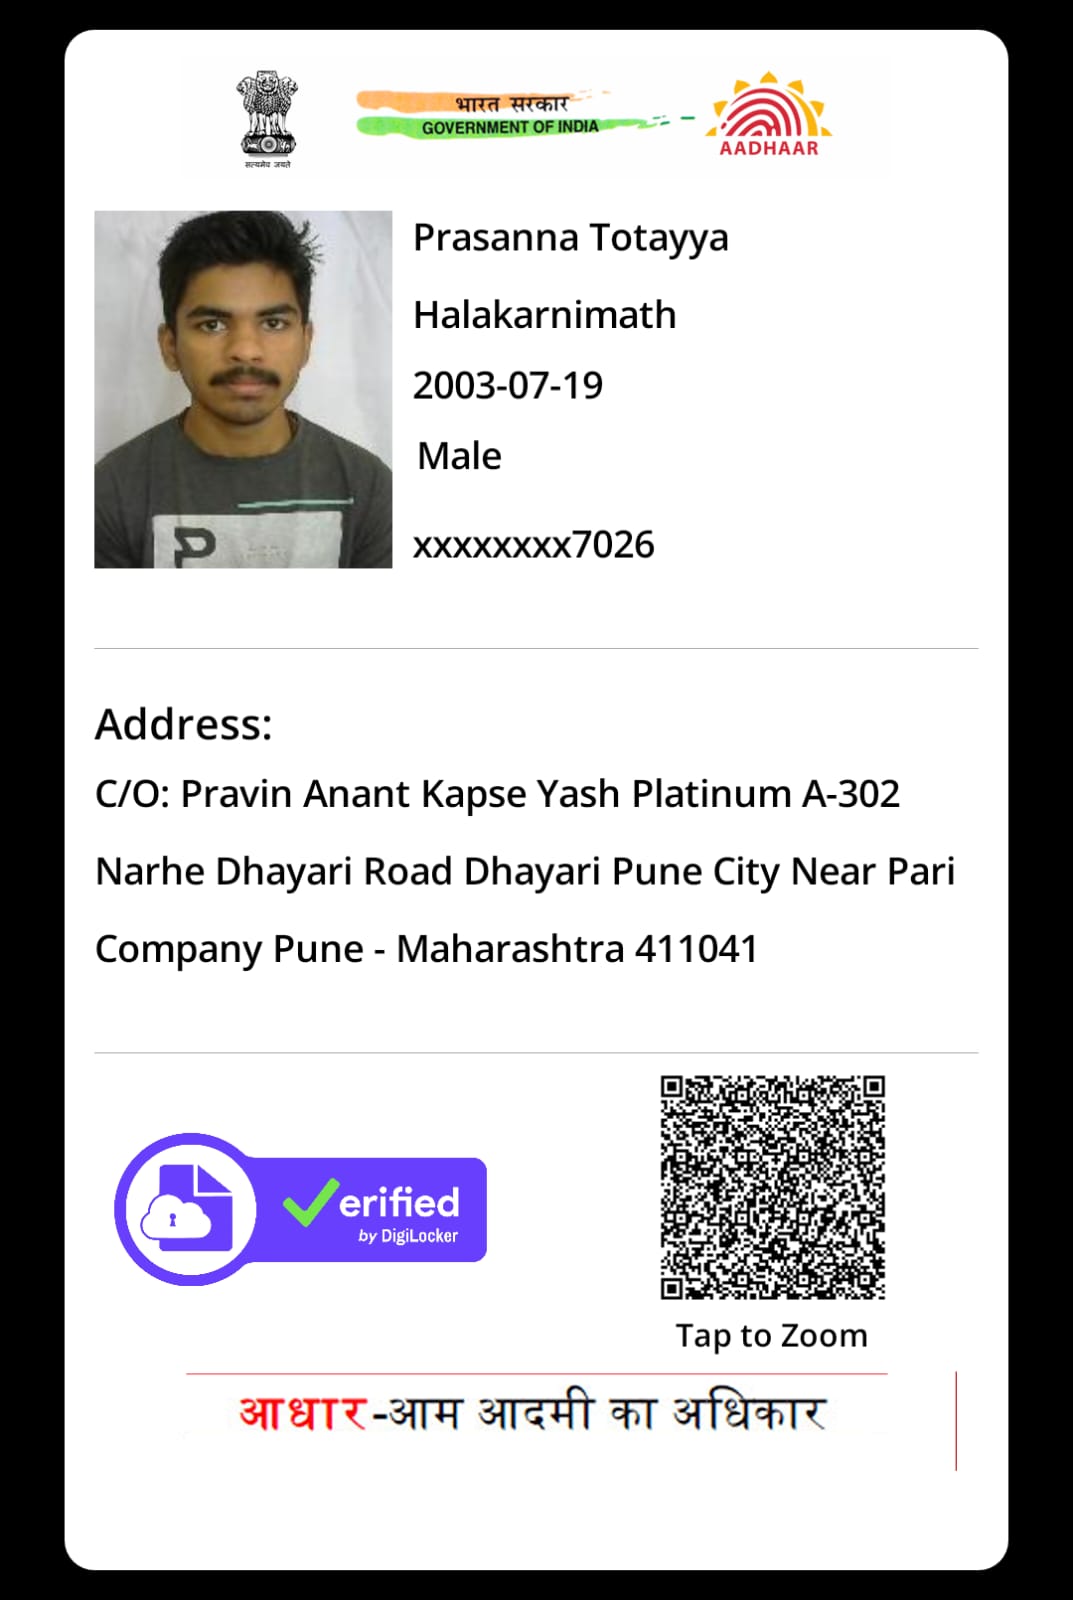 सत्यमेव जयते
भारत सरकार
GOVERNMENT OF INDIA
AADHAAR
Prasanna Totayya
Halakarnimath
2003-07-19
Male
xxxxxxxx7026
Address:
C/O: Pravin Anant Kapse Yash Platinum A-302
Narhe Dhayari Road Dhayari Pune City Near Pari
Company Pune - Maharashtra 411041
Verified
by DigiLocker
Tap to Zoom
आधार-आम आदमी का अधिकार